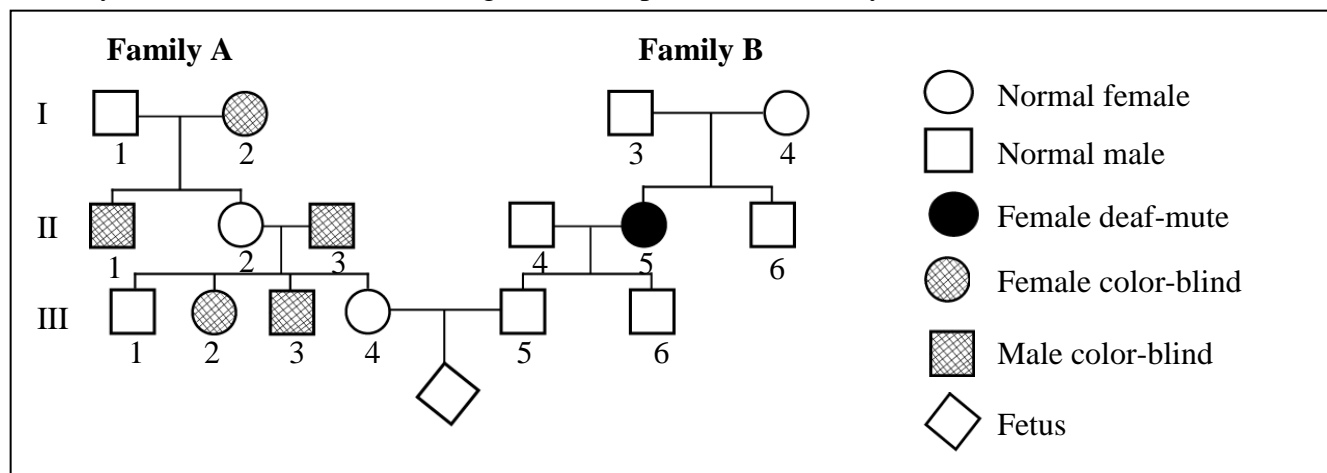 Family A Family B
I
1 2 3 4
II
1 2 3 4 5 6
III
1 2 3 4 5 6
Normal female
Normal male
Female deaf-mute
Female color-blind
Male color-blind
Fetus